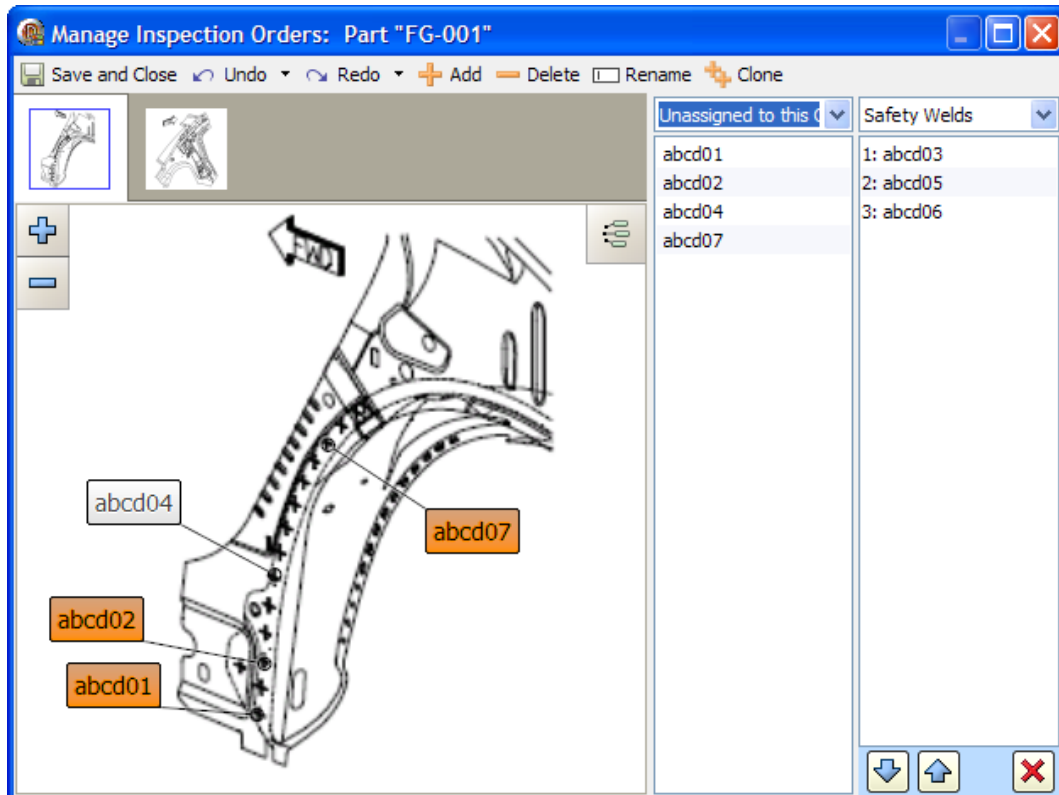 Manage Inspection Orders: Part "FG-001"
Save and Close Undo Redo Add Delete Rename Clone
Unassigned to this Safety Welds
abcd01 1: abcd03
abcd02 2: abcd05
abcd04 3: abcd06
abcd07
abcd04
abcd07
abcd02
abcd01